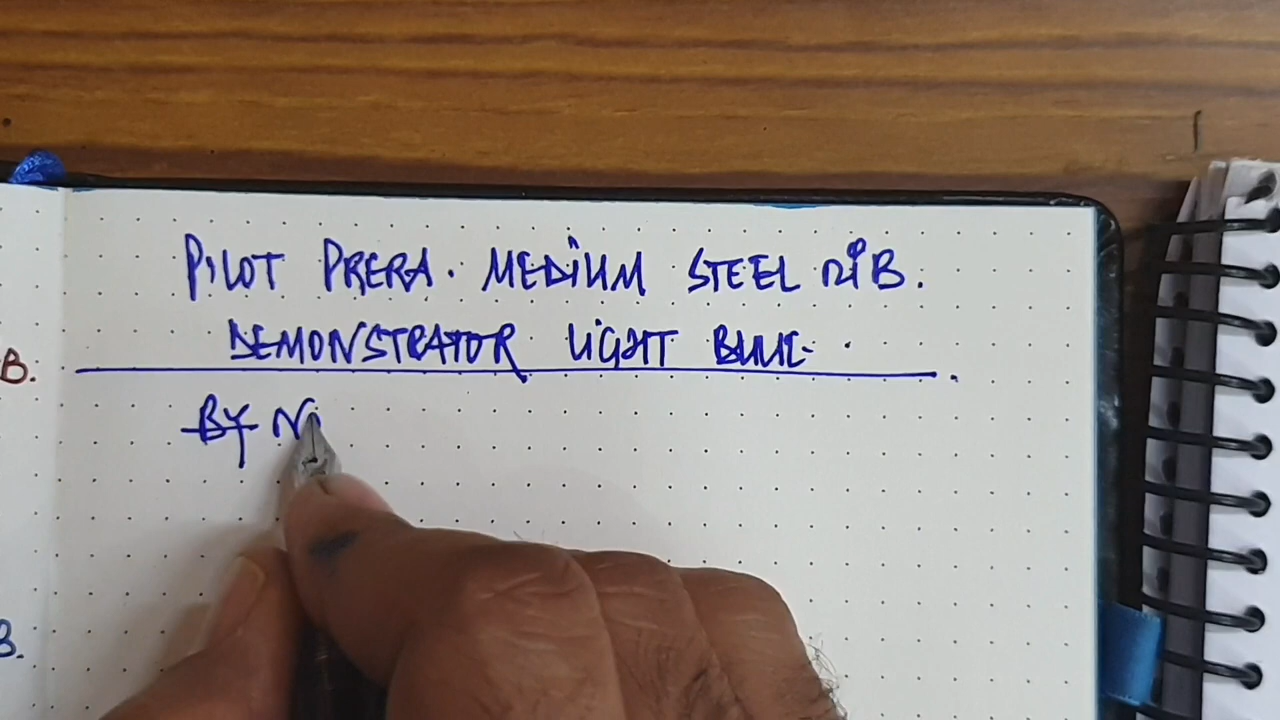 PILOT PRERA. MEDIUM STEEL NIB.
DEMONSTRATOR LIGHT BLUE.
BY N
B.
B.